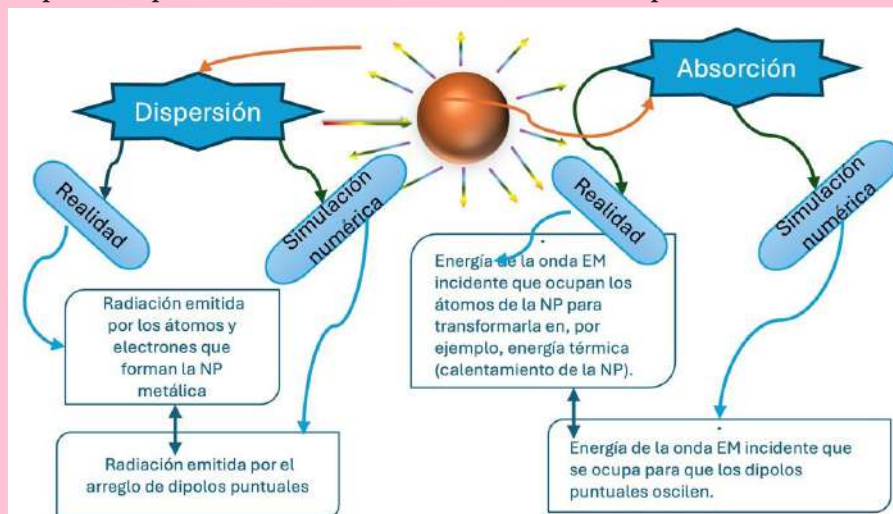 Dispersión
Absorción
Realidad
Simulación
numérica
Realidad
Simulación
numérica
Radiación emitida
por los átomos y
electrones que
forman la NP
metálica
Energía de la onda EM
incidente que ocupan los
átomos de la NP para
transformarla en, por
ejemplo, energía térmica
(calentamiento de la NP).
Radiación emitida por el
arreglo de dipolos puntuales
Energía de la onda EM incidente que
se ocupa para que los dipolos
puntuales oscilen.